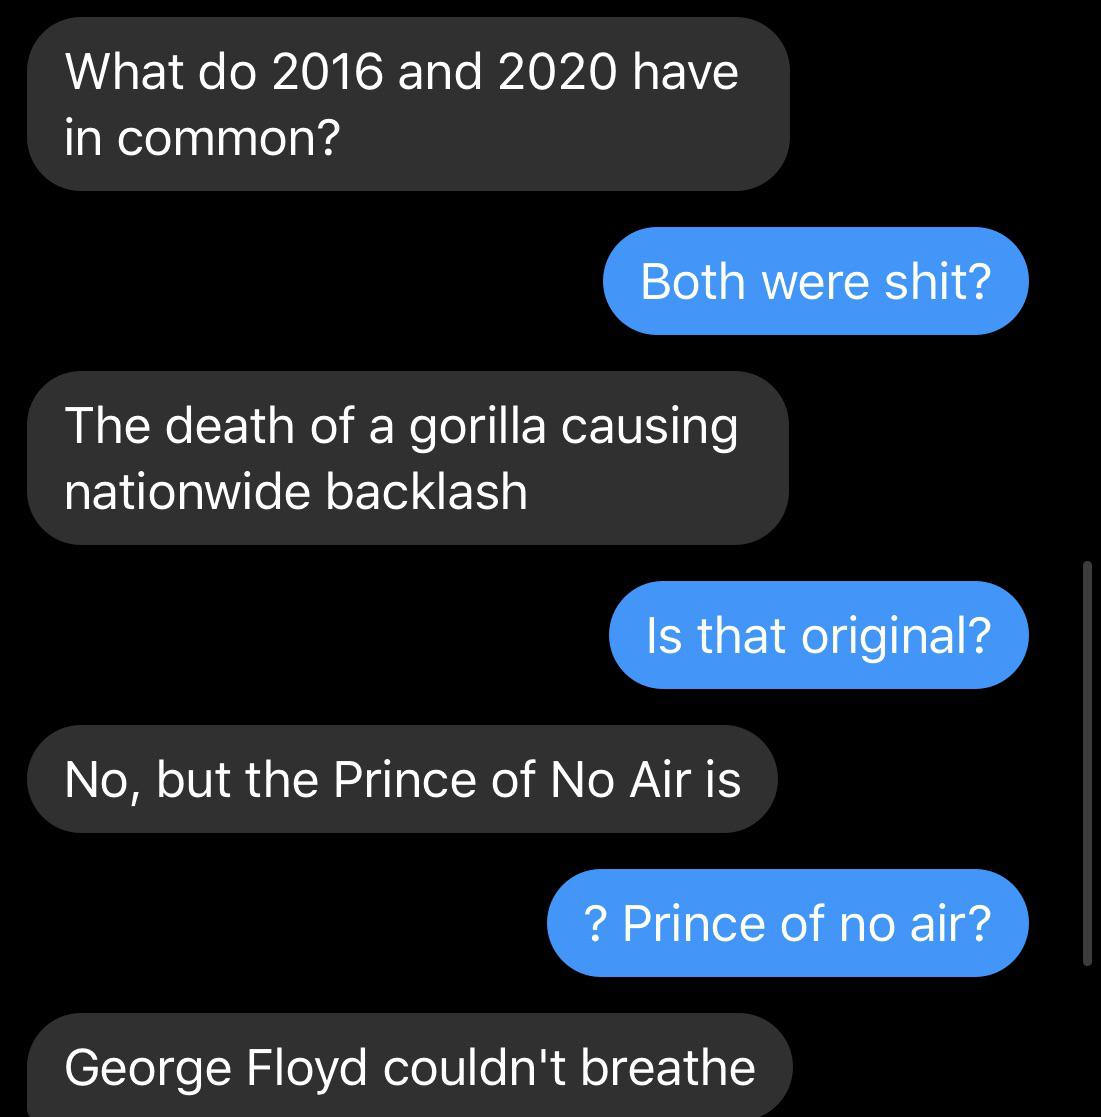 What do 2016 and 2020 have
in common?
Both were shit?
The death of a gorilla causing
nationwide backlash
Is that original?
No, but the Prince of No Air is
? Prince of no air?
George Floyd couldn't breathe